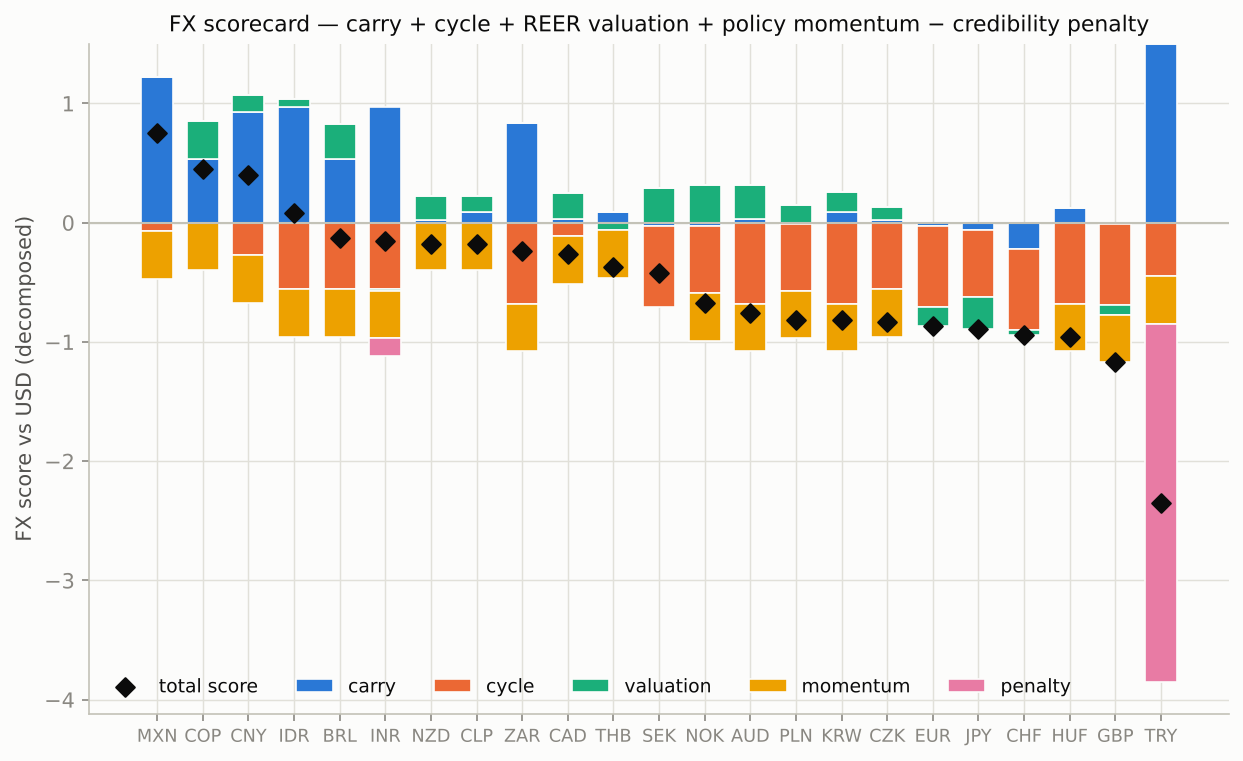 FX scorecard — carry + cycle + REER valuation + policy momentum − credibility penalty
FX score vs USD (decomposed)
1
0
−1
−2
−3
−4
total score
carry
cycle
valuation
momentum
penalty
MXN COP CNY IDR BRL INR NZD CLP ZAR CAD THB SEK NOK AUD PLN KRW CZK EUR JPY CHF HUF GBP TRY